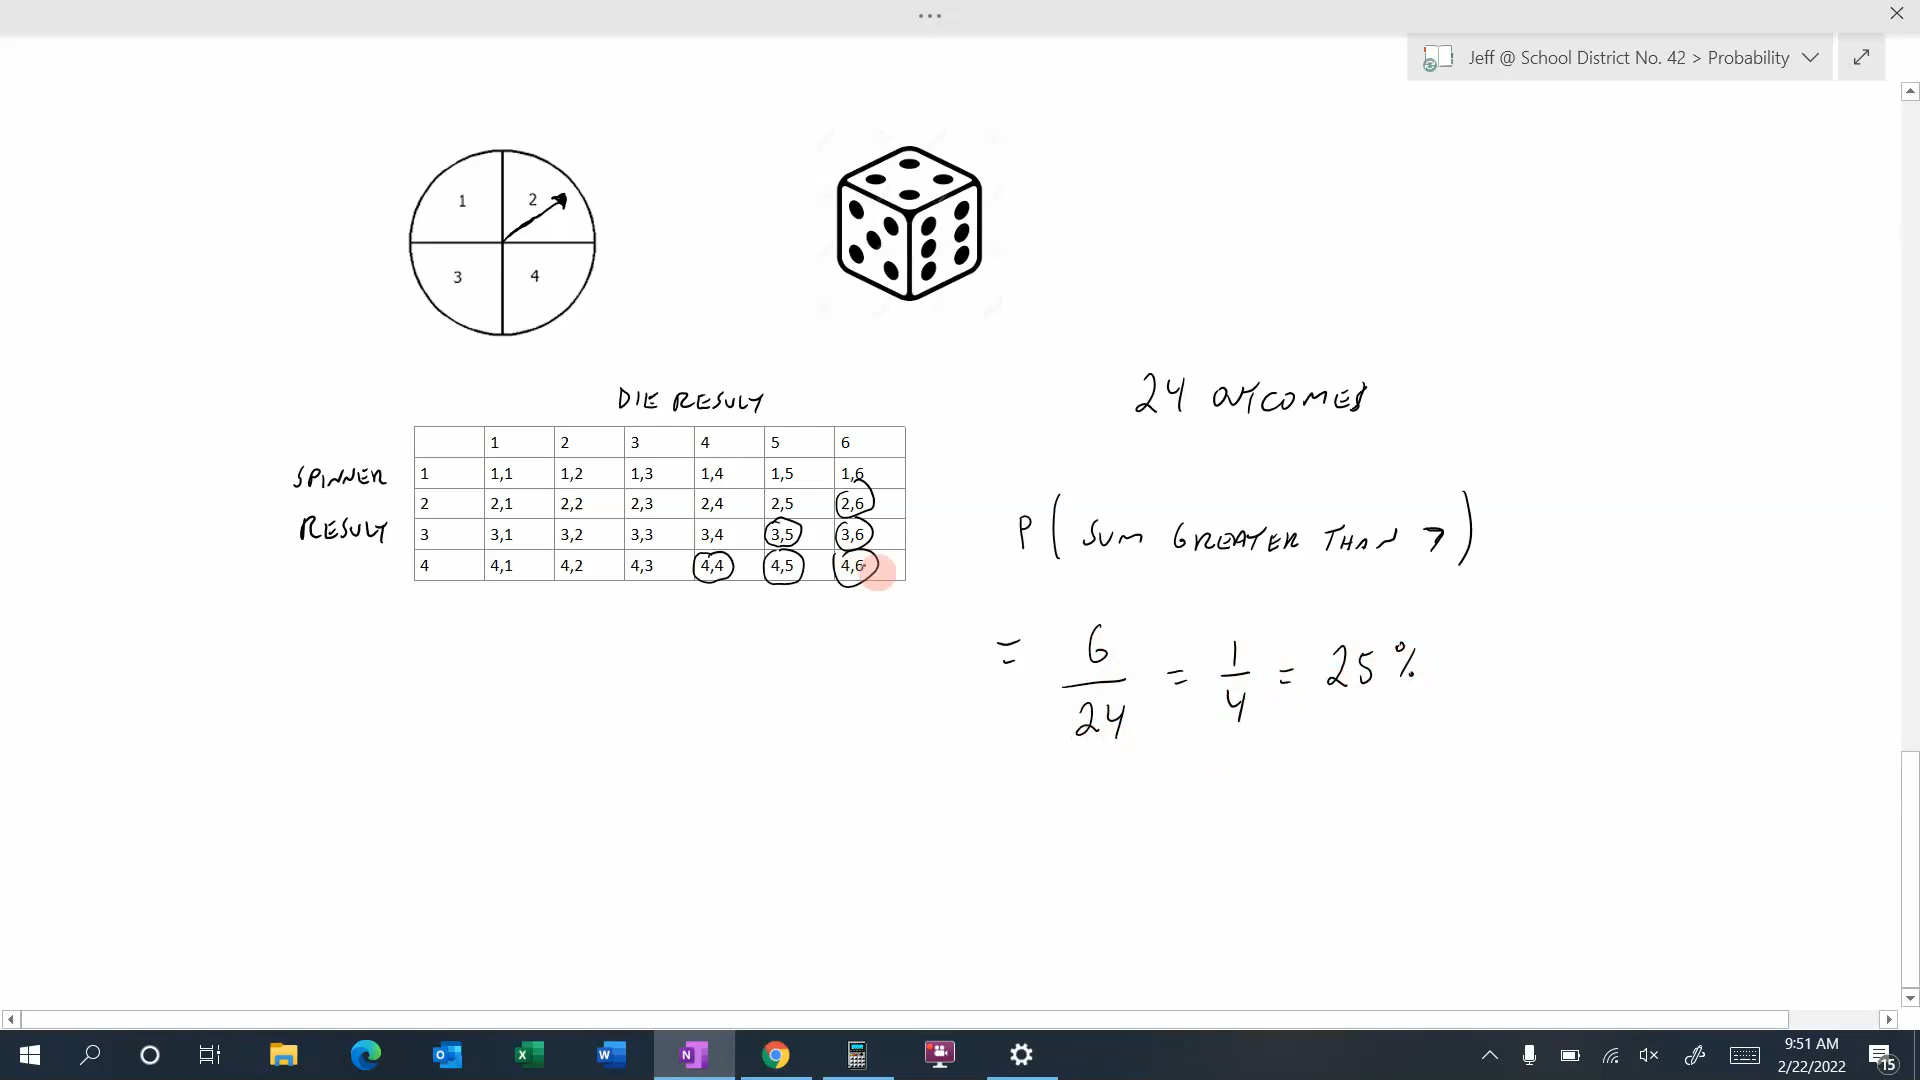 Jeff @ School District No. 42 > Probability
1 2
3 4
DIE RESULT
24 OUTCOMES
1 2 3 4 5 6
SPINNER 1 1,1 1,2 1,3 1,4 1,5 1,6
2 2,1 2,2 2,3 2,4 2,5 2,6
RESULT 3 3,1 3,2 3,3 3,4 3,5 3,6
4 4,1 4,2 4,3 4,4 4,5 4,6
P ( SUM GREATER THAN 7 )
= 6/24 = 1/4 = 25 %
9:51 AM
2/22/2022
15